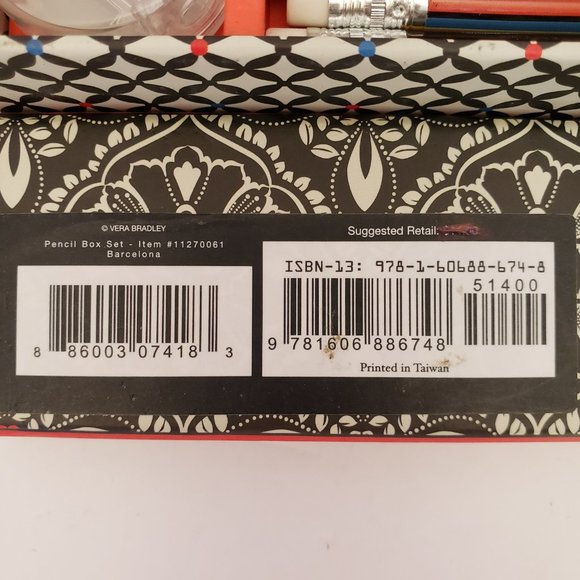 © VERA BRADLEY
Pencil Box Set - Item #11270061
Barcelona
8 86003 07418 3
Suggested Retail:
ISBN-13: 978-1-60688-674-8
51400
9 781606 886748
Printed in Taiwan